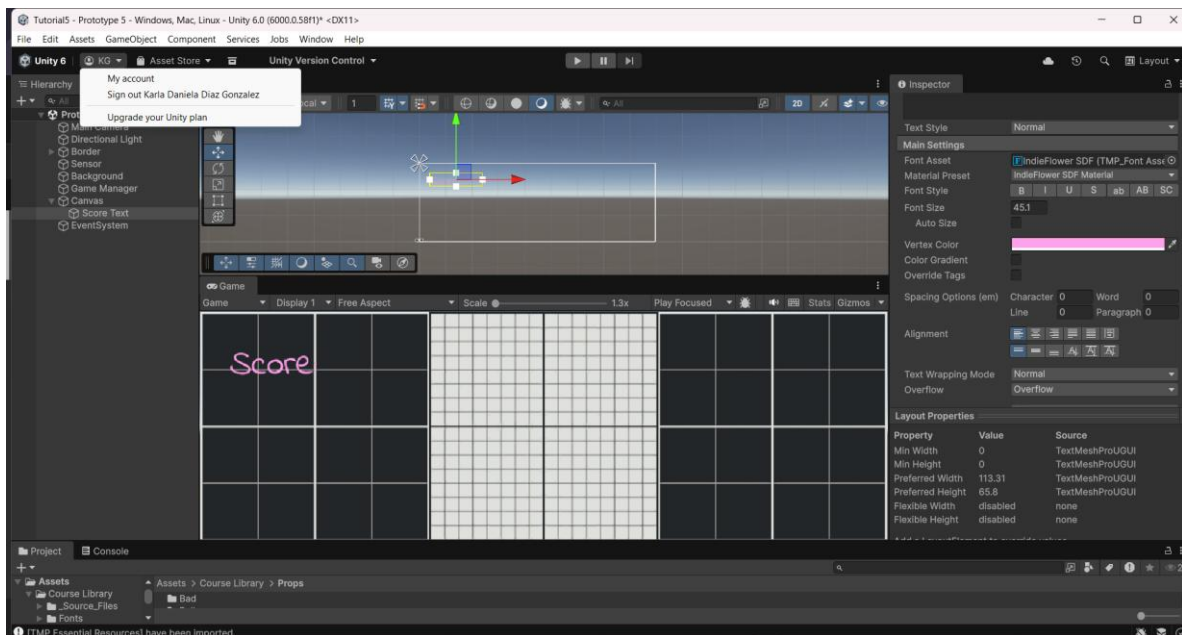 Tutorial5 - Prototype 5 - Windows, Mac, Linux - Unity 6.0 (6000.0.58f1)* <DX11>
File Edit Assets GameObject Component Services Jobs Window Help
Unity 6 KG Asset Store Unity Version Control Layout
My account
Sign out Karla Daniela Diaz Gonzalez
Upgrade your Unity plan
Hierarchy
All
Main Camera
Directional Light
Border
Sensor
Background
Game Manager
Canvas
Score Text
EventSystem
1 All 2D
Game
Game Display 1 Free Aspect Scale 1.3x Play Focused Stats Gizmos
Score
Inspector
Text Style Normal
Main Settings
Font Asset IndieFlower SDF (TMP_Font Asse
Material Preset IndieFlower SDF Material
Font Style B I U S ab AB SC
Font Size 45.1
Auto Size
Vertex Color
Color Gradient
Override Tags
Spacing Options (em) Character 0 Word 0
Line 0 Paragraph 0
Alignment
Text Wrapping Mode Normal
Overflow Overflow
Layout Properties
Property Value Source
Min Width 0 TextMeshProUGUI
Min Height 0 TextMeshProUGUI
Preferred Width 113.31 TextMeshProUGUI
Preferred Height 65.8 TextMeshProUGUI
Flexible Width disabled none
Flexible Height disabled none
Project Console
Assets
Course Library
_Source_Files
Fonts
Assets > Course Library > Props
Bad
[TMP Essential Resources] have been imported.